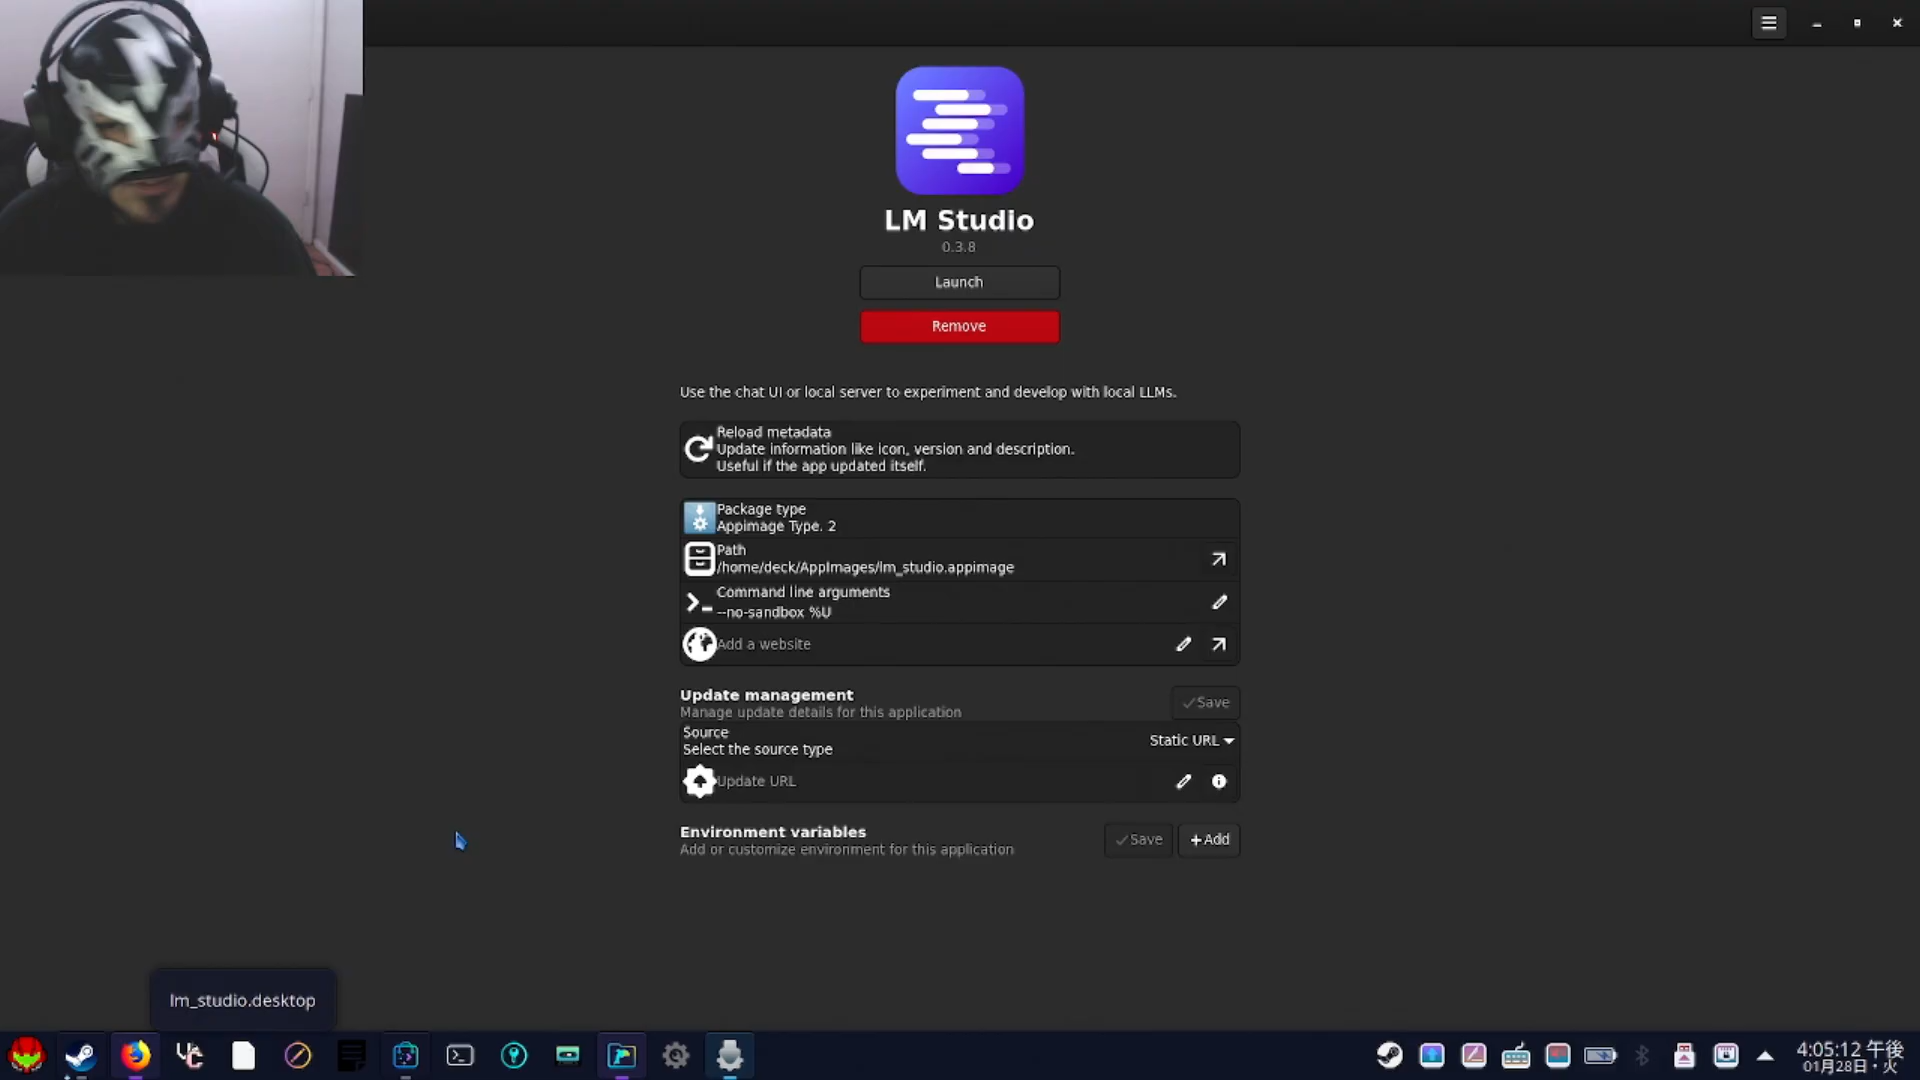 LM Studio
0.3.8
Launch
Remove
Use the chat UI or local server to experiment and develop with local LLMs.
Reload metadata
Update information like icon, version and description.
Useful if the app updated itself.
Package type
Appimage Type. 2
Path
/home/deck/AppImages/lm_studio.appimage
Command line arguments
--no-sandbox %U
Add a website
Update management
Save
Manage update details for this application
Source
Select the source type
Static URL
Update URL
Environment variables
Add or customize environment for this application
Save
+Add
lm_studio.desktop
4:05:12 午後
01月28日・火